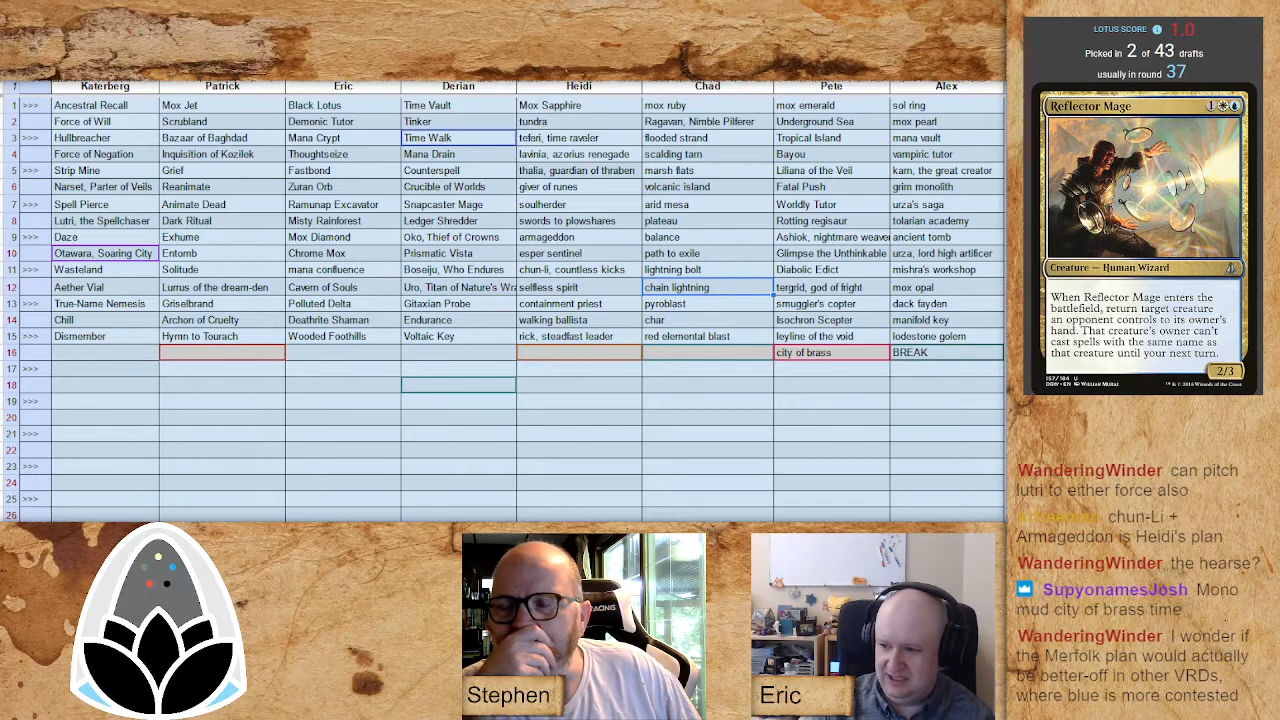 LOTUS SCORE i 1.0
Picked in 2 of 43 drafts
usually in round 37
1 Katerberg Patrick Eric Derian Heidi Chad Pete Alex
1 >>> Ancestral Recall Mox Jet Black Lotus Time Vault Mox Sapphire mox ruby mox emerald sol ring
2 Force of Will Scrubland Demonic Tutor Tinker tundra Ragavan, Nimble Pilferer Underground Sea mox pearl
3 >>> Hullbreacher Bazaar of Baghdad Mana Crypt Time Walk teferi, time raveler flooded strand Tropical Island mana vault
4 Force of Negation Inquisition of Kozilek Thoughtseize Mana Drain lavinia, azorius renegade scalding tarn Bayou vampiric tutor
5 >>> Strip Mine Grief Fastbond Counterspell thalia, guardian of thraben marsh flats Liliana of the Veil karn, the great creator
6 Narset, Parter of Veils Reanimate Zuran Orb Crucible of Worlds giver of runes volcanic island Fatal Push grim monolith
7 >>> Spell Pierce Animate Dead Ramunap Excavator Snapcaster Mage soulherder arid mesa Worldly Tutor urza's saga
8 Lutri, the Spellchaser Dark Ritual Misty Rainforest Ledger Shredder swords to plowshares plateau Rotting regisaur tolarian academy
9 >>> Daze Exhume Mox Diamond Oko, Thief of Crowns armageddon balance Ashiok, nightmare weaver ancient tomb
10 Otawara, Soaring City Entomb Chrome Mox Prismatic Vista esper sentinel path to exile Glimpse the Unthinkable urza, lord high artificer
11 >>> Wasteland Solitude mana confluence Boseiju, Who Endures chun-li, countless kicks lightning bolt Diabolic Edict mishra's workshop
12 Aether Vial Lurrus of the dream-den Cavern of Souls Uro, Titan of Nature's Wra selfless spirit chain lightning tergrid, god of fright mox opal
13 >>> True-Name Nemesis Griselbrand Polluted Delta Gitaxian Probe containment priest pyroblast smuggler's copter dack fayden
14 Chill Archon of Cruelty Deathrite Shaman Endurance walking ballista char Isochron Scepter manifold key
15 >>> Dismember Hymn to Tourach Wooded Foothills Voltaic Key rick, steadfast leader red elemental blast leyline of the void lodestone golem
16 city of brass BREAK
17 >>>
18
19 >>>
20
21 >>>
22
23 >>>
24
25 >>>
26
Reflector Mage 1
Creature — Human Wizard
When Reflector Mage enters the
battlefield, return target creature
an opponent controls to its owner's
hand. That creature's owner can't
cast spells with the same name as
that creature until your next turn.
2/3
157/184 U
OGW • EN
™ & © 2016 Wizards of the Coast
WanderingWinder can pitch
lutri to either force also
chun-Li +
Armageddon is Heidi's plan
WanderingWinder the hearse?
SupyonamesJosh Mono
mud city of brass time
WanderingWinder I wonder if
the Merfolk plan would actually
be better-off in other VRDs,
where blue is more contested
RACING
Stephen
Eric